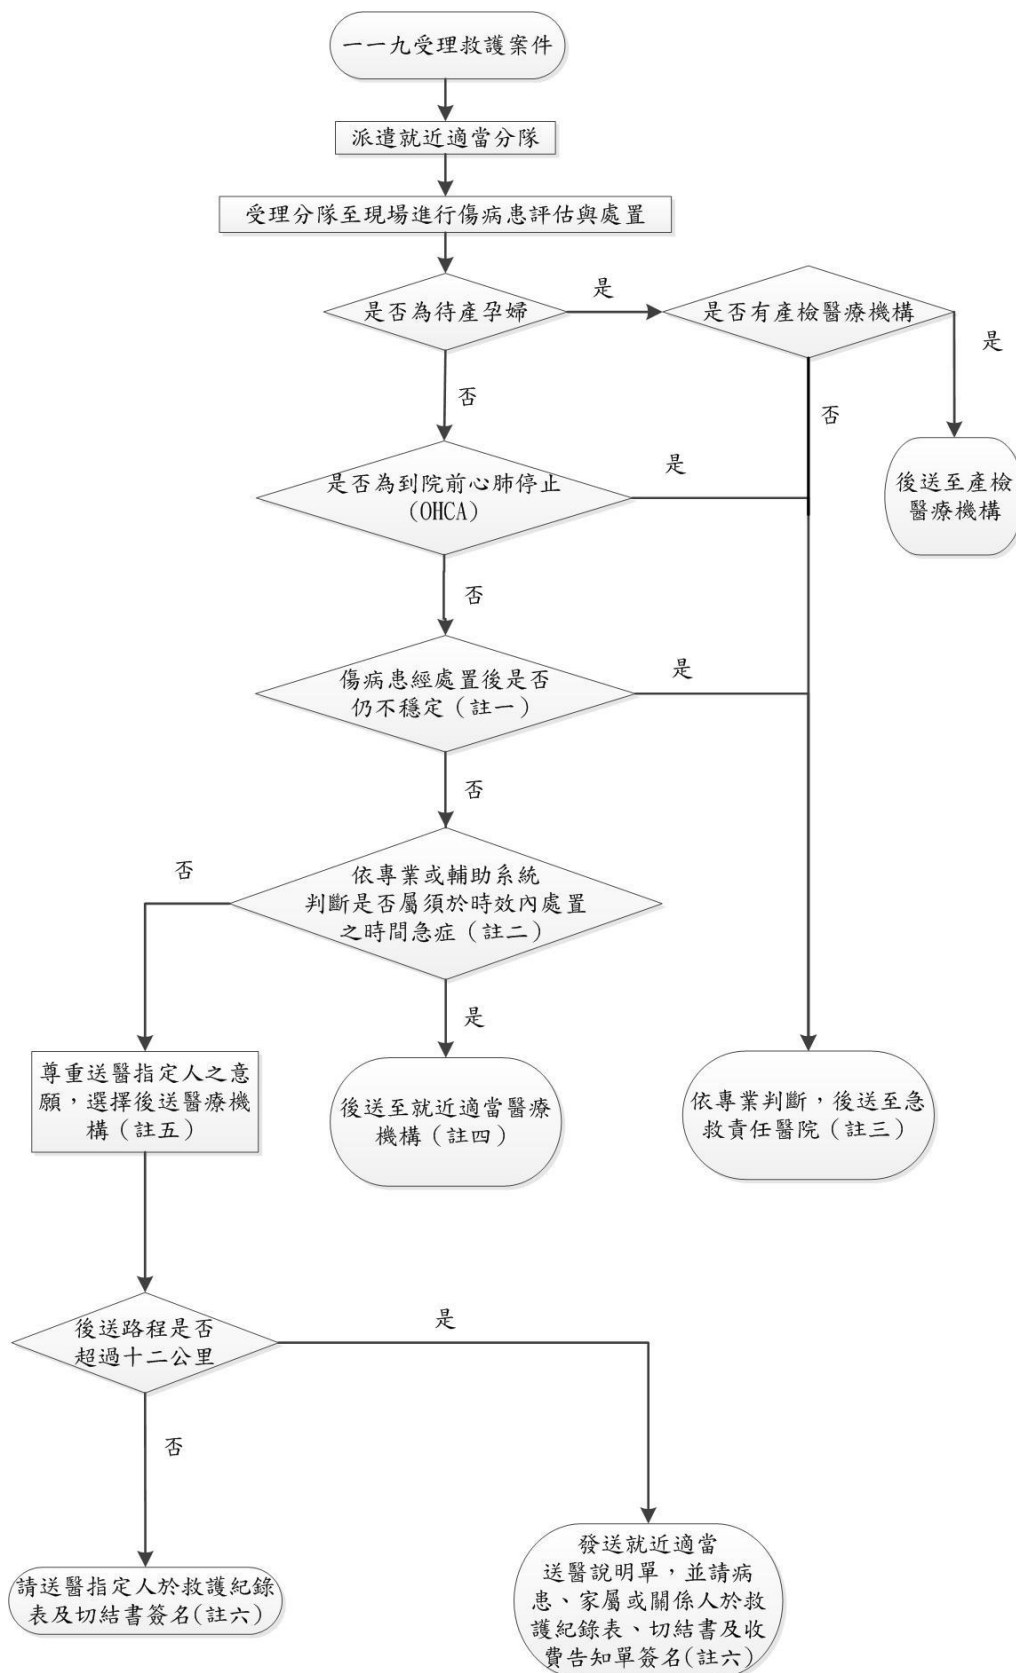 一一九受理救護案件
派遣就近適當分隊
受理分隊至現場進行傷病患評估與處置
是否為待產孕婦
是
是否有產檢醫療機構
是
否
否
後送至產檢
醫療機構
是否為到院前心肺停止
(OHCA)
是
否
傷病患經處置後是否
仍不穩定（註一）
是
否
依專業或輔助系統
判斷是否屬須於時效內處置
之時間急症（註二）
否
是
尊重送醫指定人之意
願，選擇後送醫療機
構（註五）
後送至就近適當醫療
機構（註四）
依專業判斷，後送至急
救責任醫院（註三）
後送路程是否
超過十二公里
是
否
請送醫指定人於救護紀錄
表及切結書簽名(註六)
發送就近適當
送醫說明單，並請病
患、家屬或關係人於救
護紀錄表、切結書及收
費告知單簽名(註六)